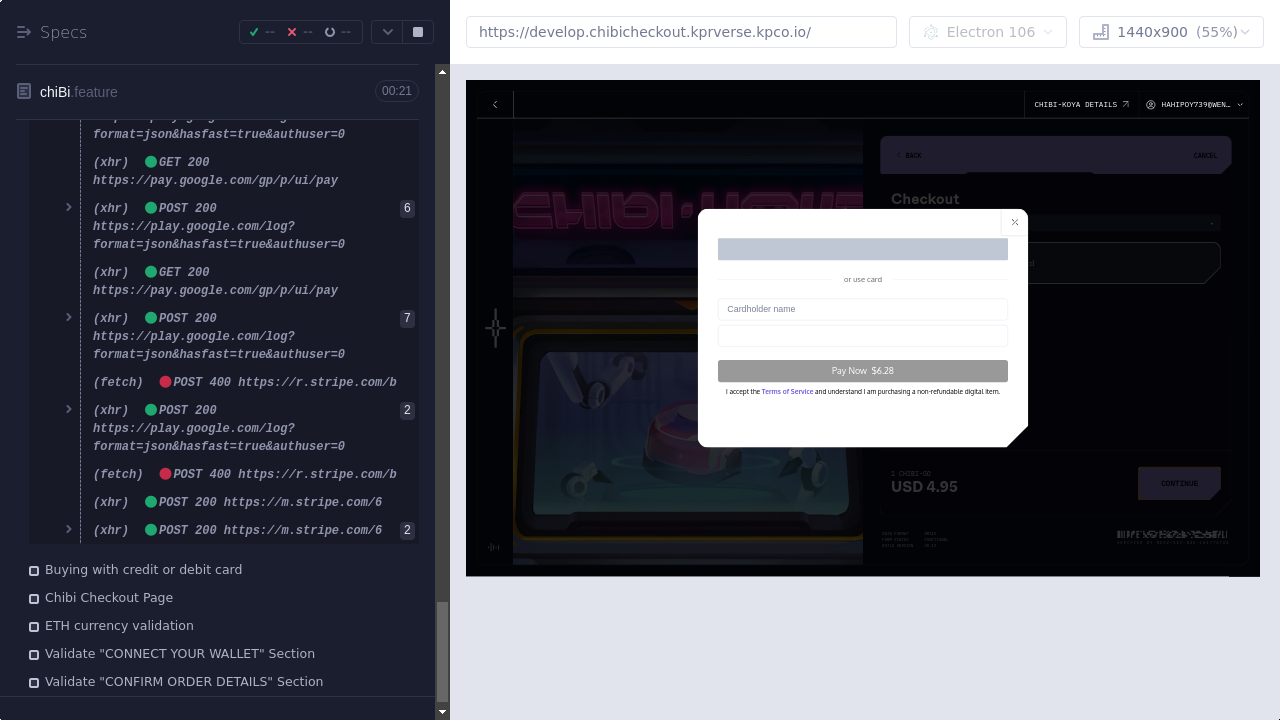 Specs
--
--
--
https://develop.chibicheckout.kprverse.kpco.io/
Electron 106
1440x900 (55%)
chiBi.feature
00:21
format=json&hasfast=true&authuser=0
(xhr) GET 200
https://pay.google.com/gp/p/ui/pay
(xhr) POST 200 6
https://play.google.com/log?
format=json&hasfast=true&authuser=0
(xhr) GET 200
https://pay.google.com/gp/p/ui/pay
(xhr) POST 200 7
https://play.google.com/log?
format=json&hasfast=true&authuser=0
(fetch) POST 400 https://r.stripe.com/b
(xhr) POST 200 2
https://play.google.com/log?
format=json&hasfast=true&authuser=0
(fetch) POST 400 https://r.stripe.com/b
(xhr) POST 200 https://m.stripe.com/6
(xhr) POST 200 https://m.stripe.com/6 2
Buying with credit or debit card
Chibi Checkout Page
ETH currency validation
Validate "CONNECT YOUR WALLET" Section
Validate "CONFIRM ORDER DETAILS" Section
CHIBI-KOYA DETAILS
HAHIPOY739@WEN…
BACK
CANCEL
Checkout
or use card
Cardholder name
Pay Now $6.28
I accept the Terms of Service and understand I am purchasing a non-refundable digital item.
CHIBI-GO
USD 4.95
CONTINUE